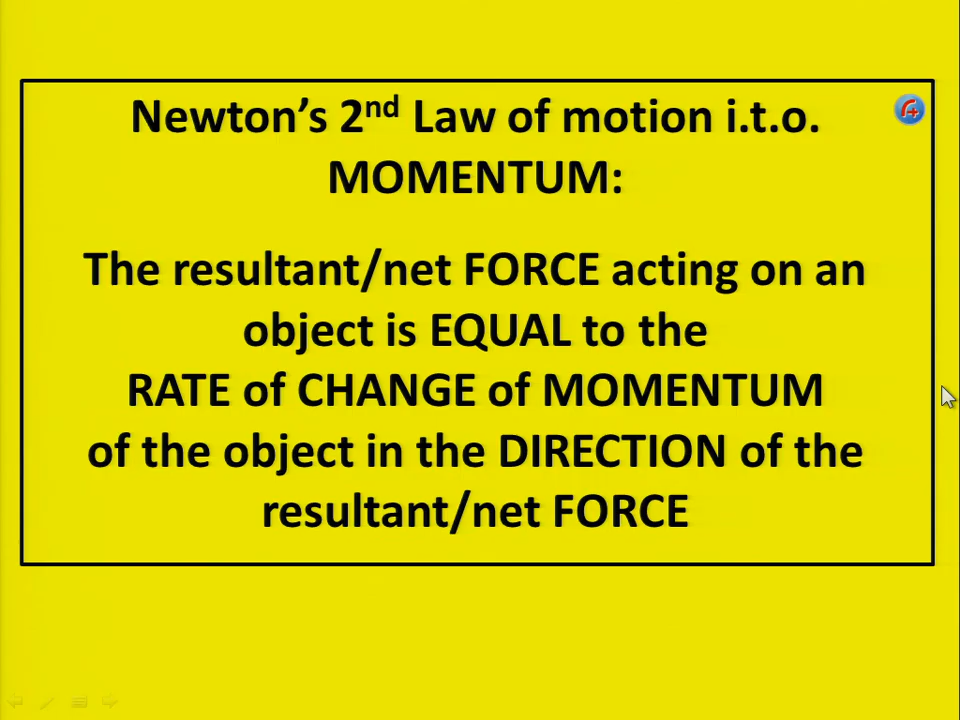 Newton’s 2nd Law of motion i.t.o.
MOMENTUM:
The resultant/net FORCE acting on an
object is EQUAL to the
RATE of CHANGE of MOMENTUM
of the object in the DIRECTION of the
resultant/net FORCE